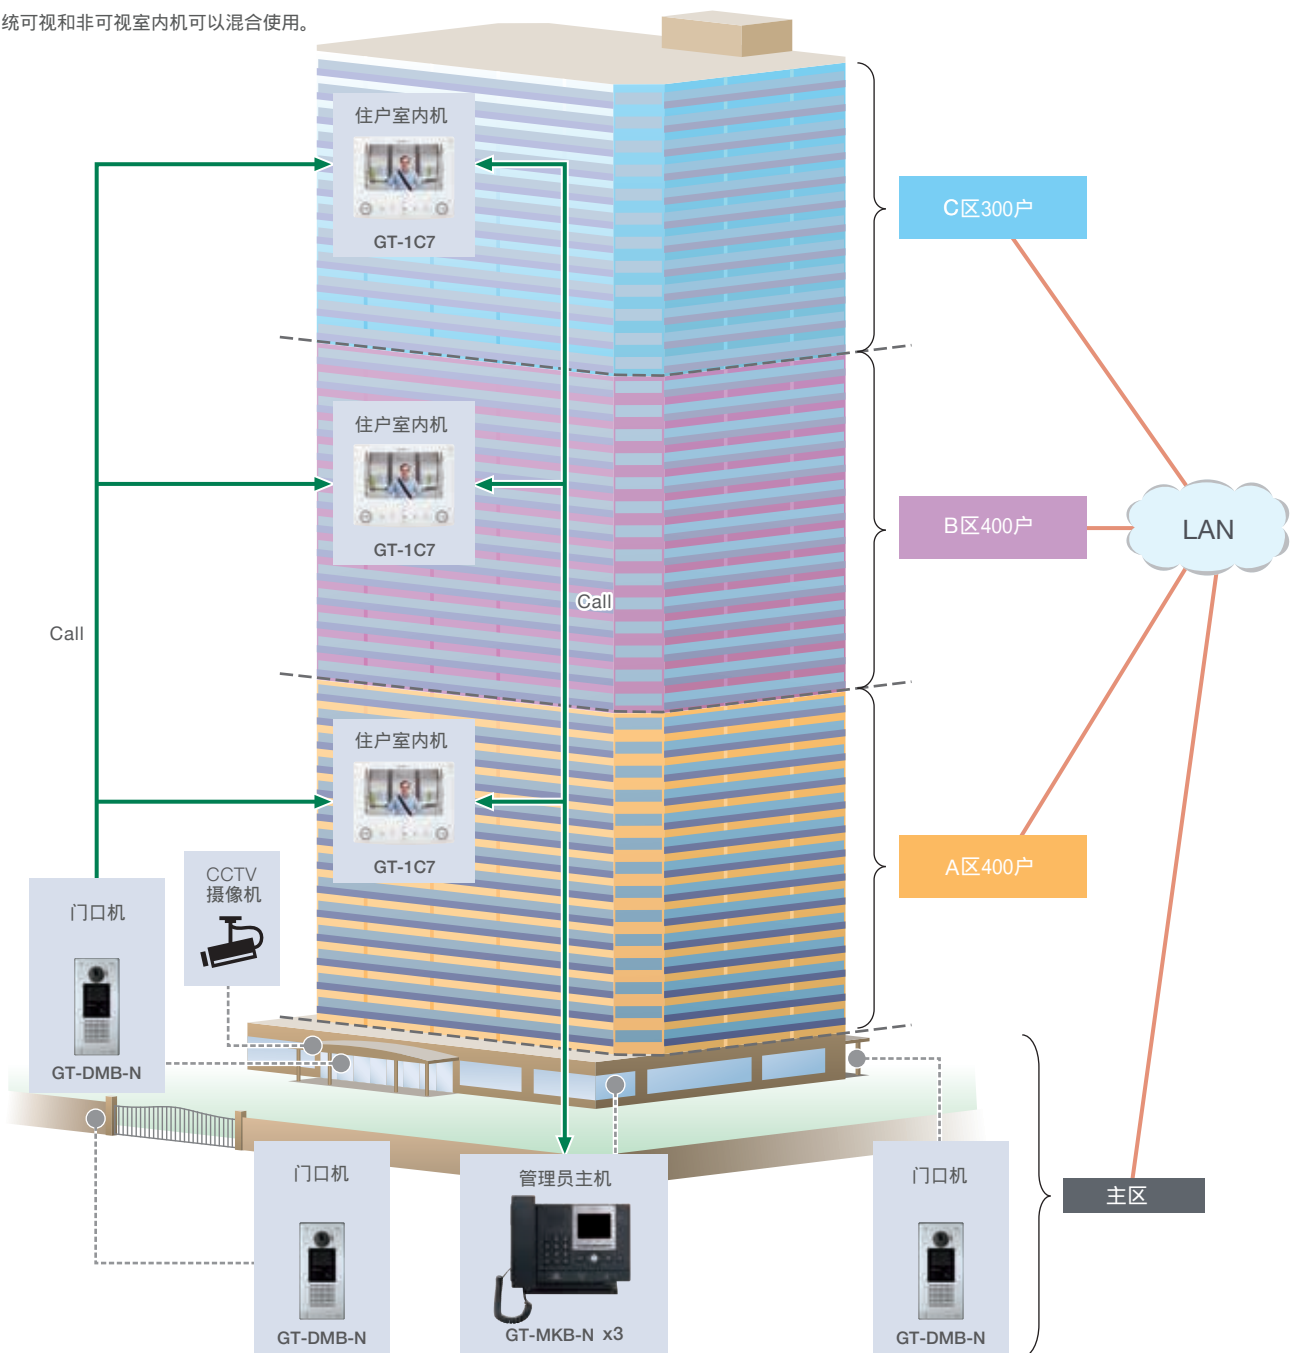 统可视和非可视室内机可以混合使用。
住户室内机
GT-1C7
C区300户
住户室内机
GT-1C7
B区400户
LAN
Call
Call
住户室内机
GT-1C7
A区400户
CCTV
摄像机
门口机
GT-DMB-N
门口机
GT-DMB-N
管理员主机
GT-MKB-N x3
门口机
GT-DMB-N
主区